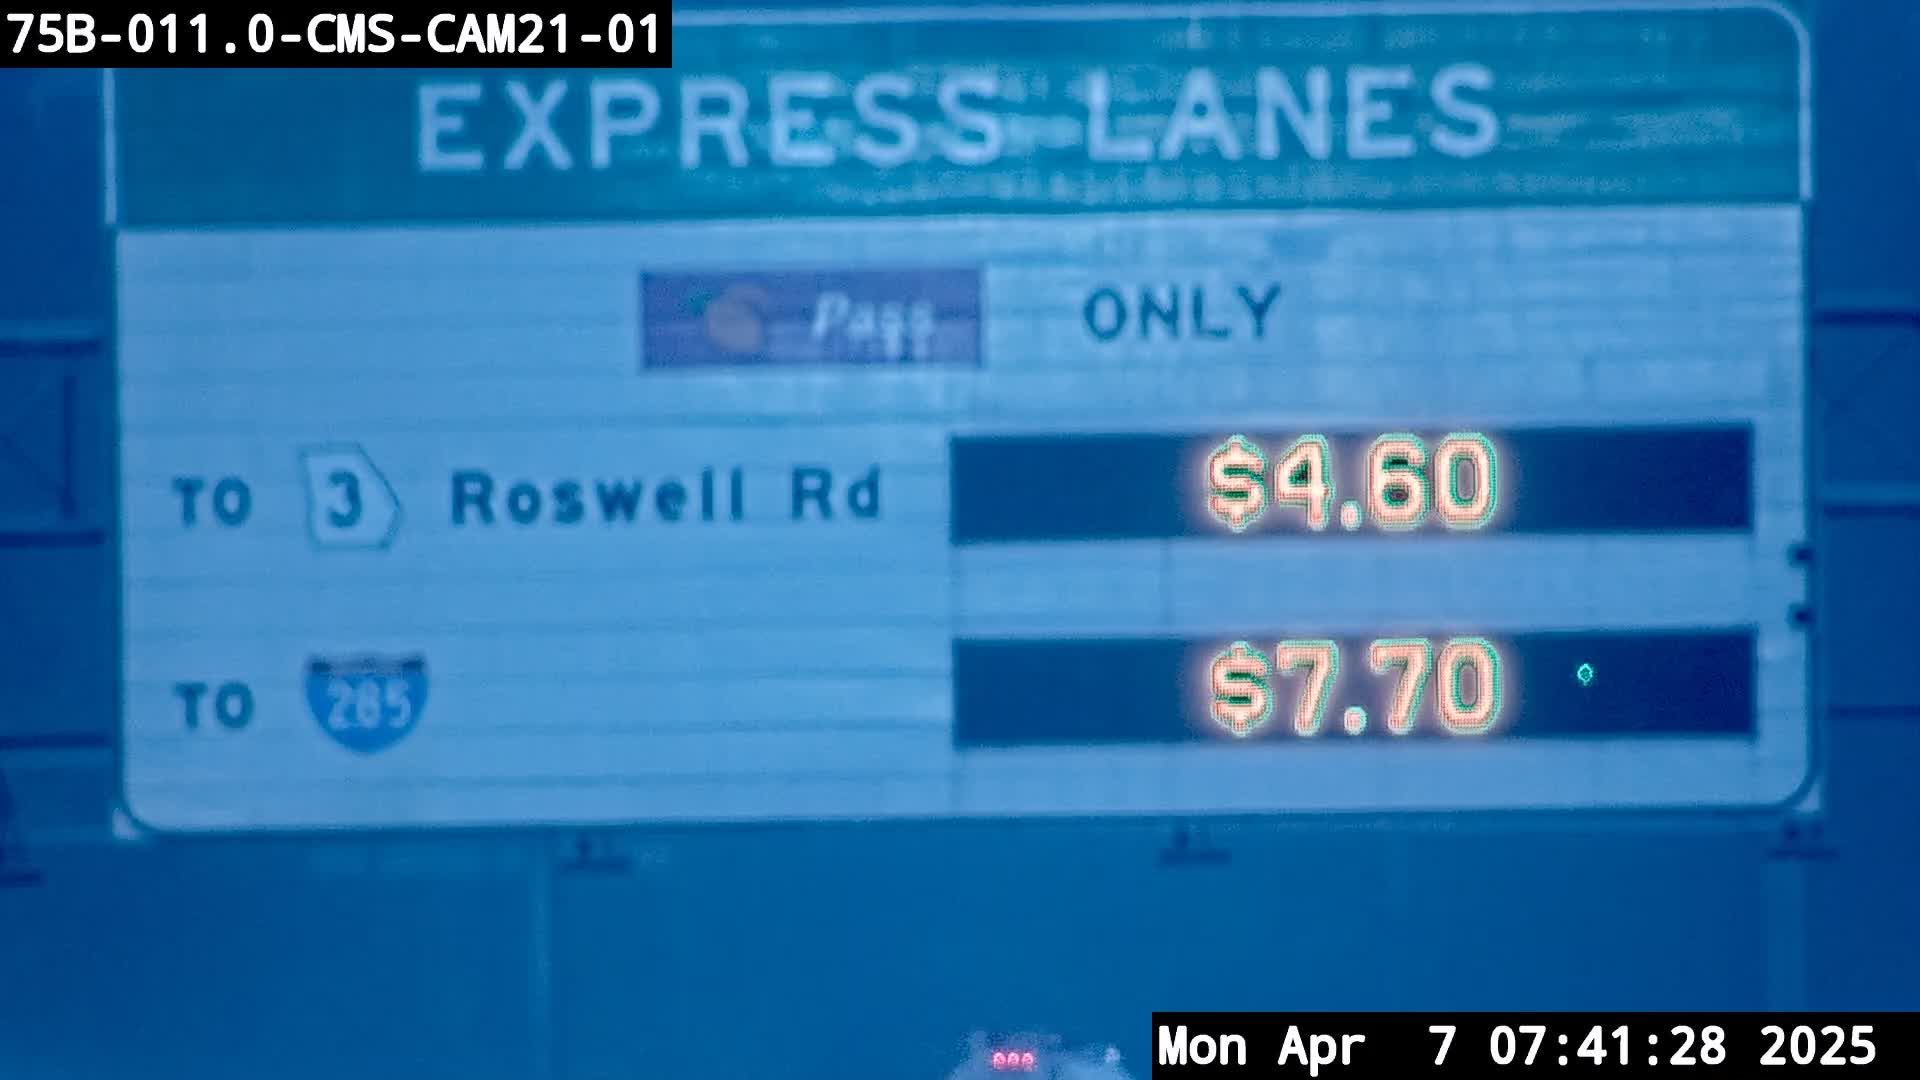 75B-011.0-CMS-CAM21-01
EXPRESS LANES
Pass ONLY
TO 3 Roswell Rd $4.60
TO 285 $7.70
Mon Apr 7 07:41:28 2025